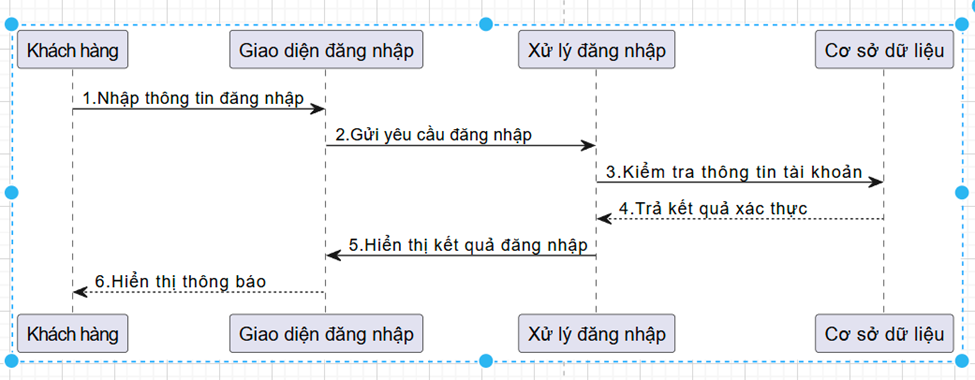 Khách hàng
Giao diện đăng nhập
Xử lý đăng nhập
Cơ sở dữ liệu
1.Nhập thông tin đăng nhập
2.Gửi yêu cầu đăng nhập
3.Kiểm tra thông tin tài khoản
4.Trả kết quả xác thực
5.Hiển thị kết quả đăng nhập
6.Hiển thị thông báo
Khách hàng
Giao diện đăng nhập
Xử lý đăng nhập
Cơ sở dữ liệu